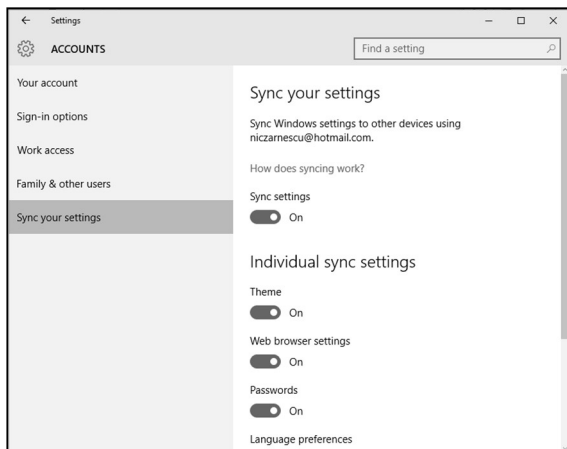 Settings
ACCOUNTS
Find a setting
Your account
Sign-in options
Work access
Family & other users
Sync your settings
Sync your settings
Sync Windows settings to other devices using
niczarnescu@hotmail.com.
How does syncing work?
Sync settings
On
Individual sync settings
Theme
On
Web browser settings
On
Passwords
On
Language preferences